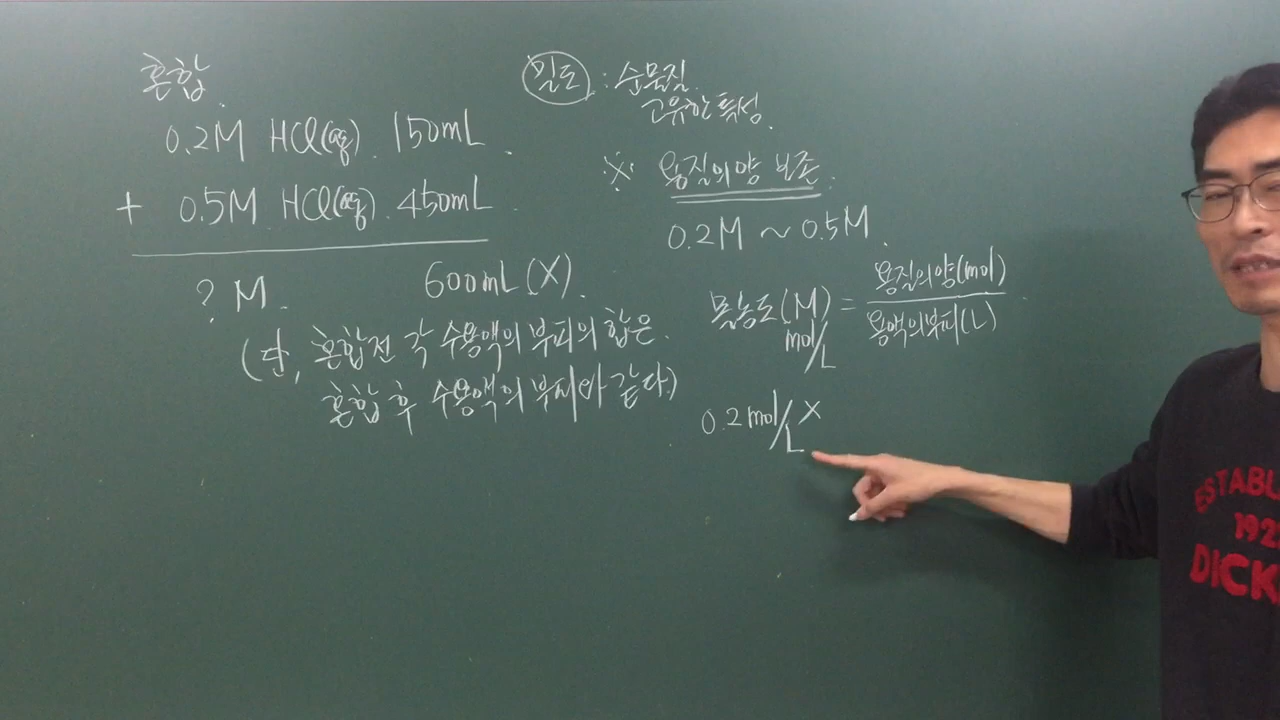 혼합.
0.2M HCl(aq). 150mL.
+ 0.5M HCl(aq). 450mL.
? M. 600mL (X).
(단, 혼합전 각 수용액의 부피의 합은.
혼합 후 수용액의 부피와 같다.)
밀도 : 순물질.
고유한 특성.
※ 용질의 양 보존.
0.2M ~ 0.5M.
몰농도(M) = 용질의 양(mol)
용액의 부피(L)
mol/L
0.2 mol/L X
ESTABL
1922
DICK